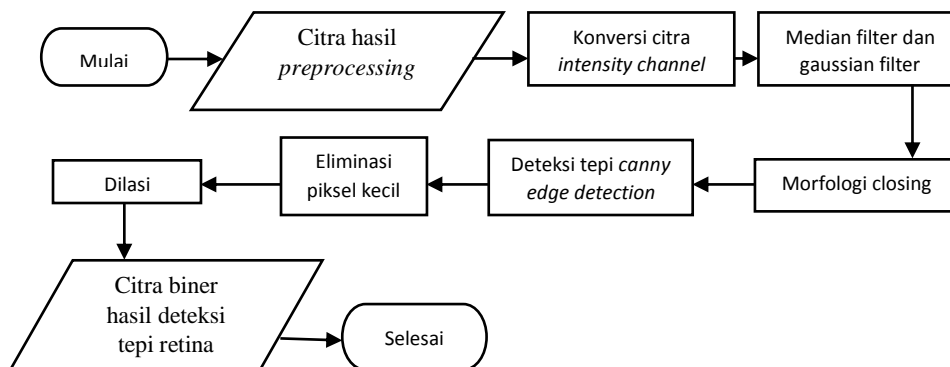 Mulai
Citra hasil
preprocessing
Konversi citra
intensity channel
Median filter dan
gaussian filter
Morfologi closing
Deteksi tepi canny
edge detection
Eliminasi
piksel kecil
Dilasi
Citra biner
hasil deteksi
tepi retina
Selesai